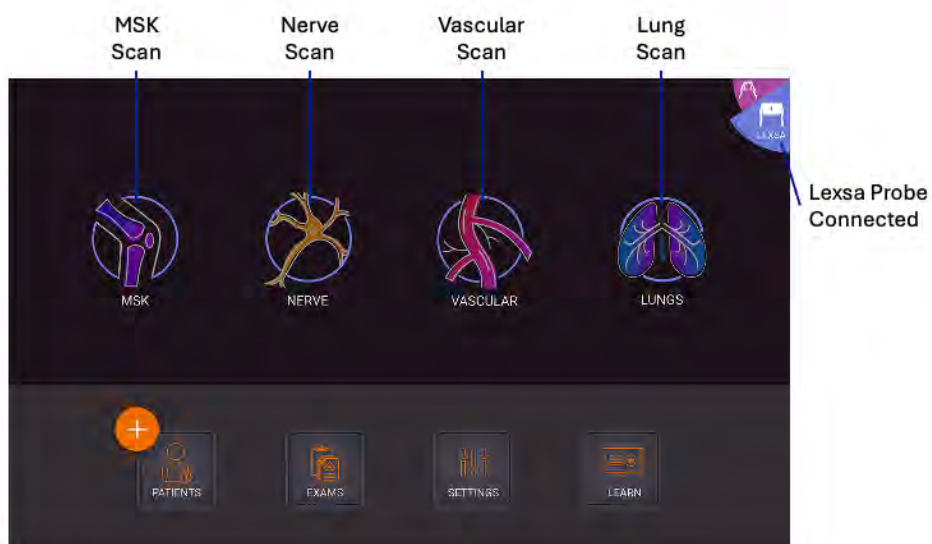 MSK
Scan
Nerve
Scan
Vascular
Scan
Lung
Scan
LEXSA
Lexsa Probe
Connected
MSK
NERVE
VASCULAR
LUNGS
PATIENTS
EXAMS
SETTINGS
LEARN